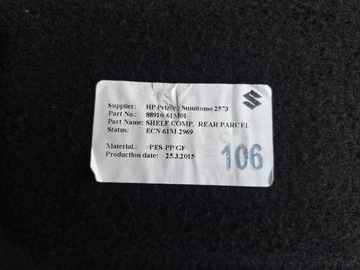 Supplier: HP Pelzer / Sumitomo 2573
Part No.: 88910-61M01
Part Name: SHELF COMP. REAR PARCEL
Status: ECN 61M-2969
Material.: >PES-PP/GF<
Production date: 25.3.2015
106